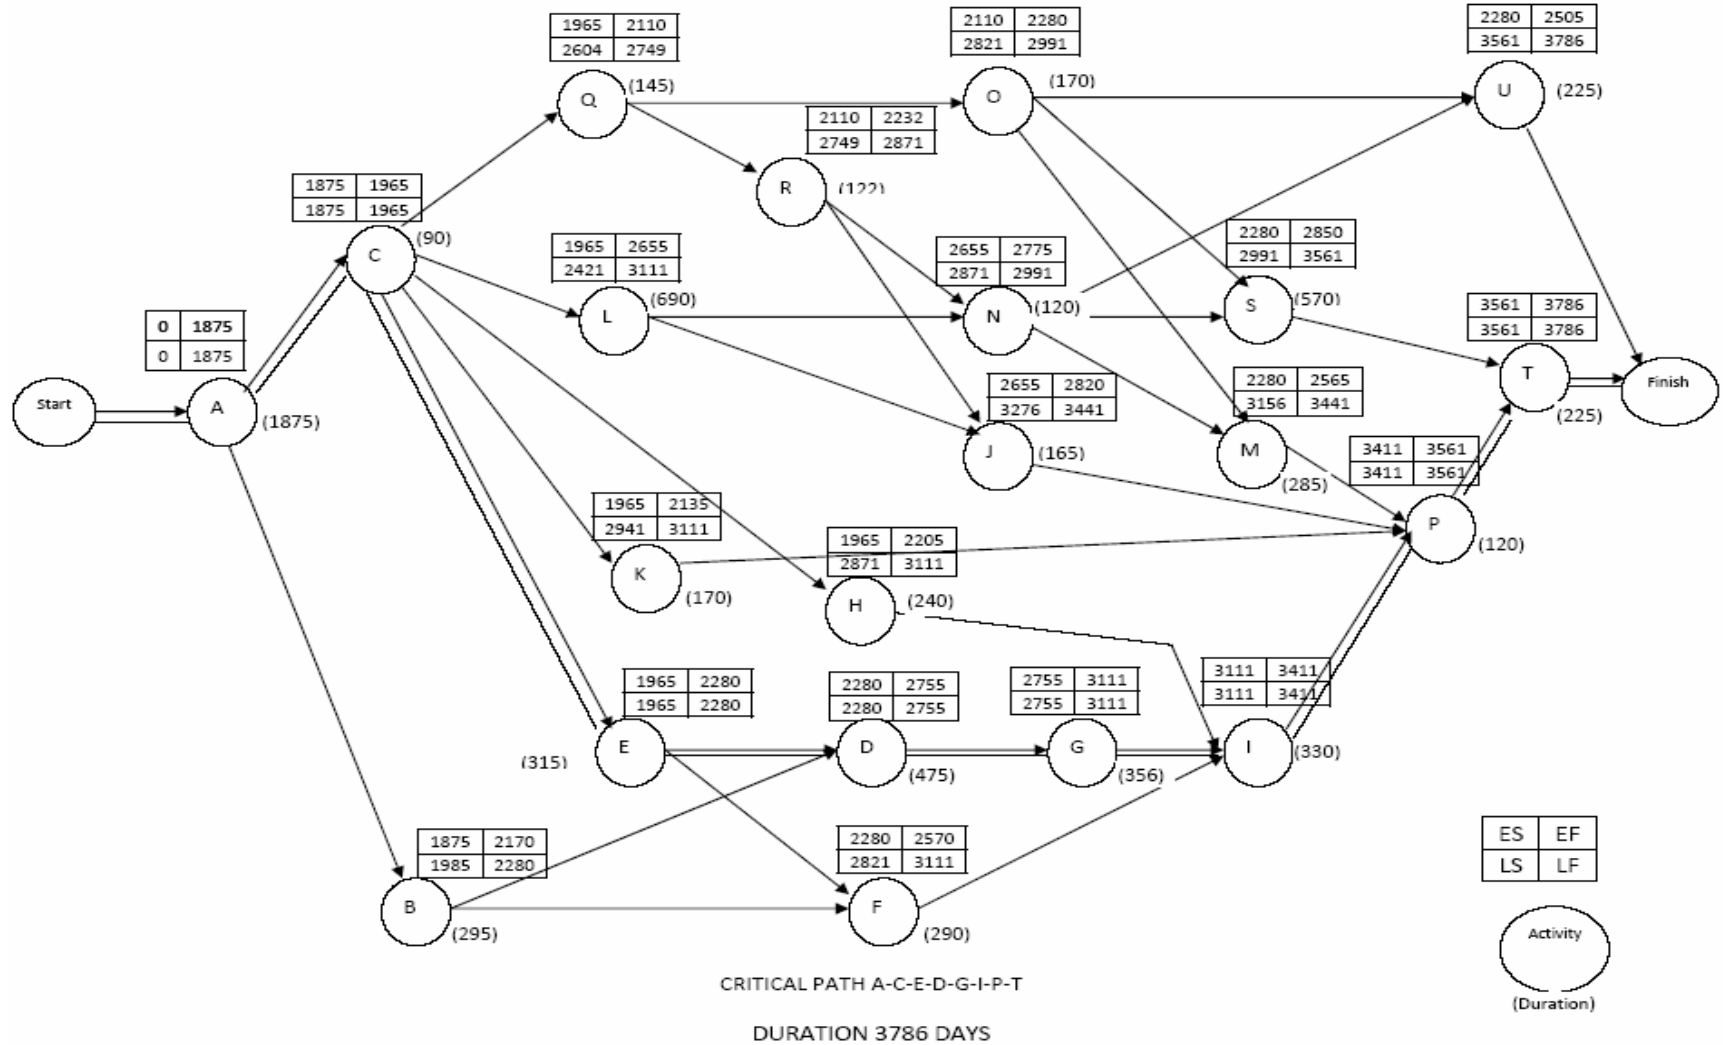 1965 2110
2604 2749
Q
(145)
2110 2280
2821 2991
O
(170)
2280 2505
3561 3786
U
(225)
2110 2232
2749 2871
R
(122)
1875 1965
1875 1965
C
(90)
1965 2655
2421 3111
L
(690)
2655 2775
2871 2991
N
(120)
2280 2850
2991 3561
S
(570)
0 1875
0 1875
Start
A
(1875)
3561 3786
3561 3786
T
(225)
Finish
2655 2820
3276 3441
J
(165)
2280 2565
3156 3441
M
(285)
3411 3561
3411 3561
P
(120)
1965 2135
2941 3111
K
(170)
1965 2205
2871 3111
H
(240)
1965 2280
1965 2280
E
(315)
2280 2755
2280 2755
D
(475)
2755 3111
2755 3111
G
(356)
3111 3411
3111 3411
I
(330)
1875 2170
1985 2280
B
(295)
2280 2570
2821 3111
F
(290)
ES EF
LS LF
Activity
(Duration)
CRITICAL PATH A-C-E-D-G-I-P-T
DURATION 3786 DAYS